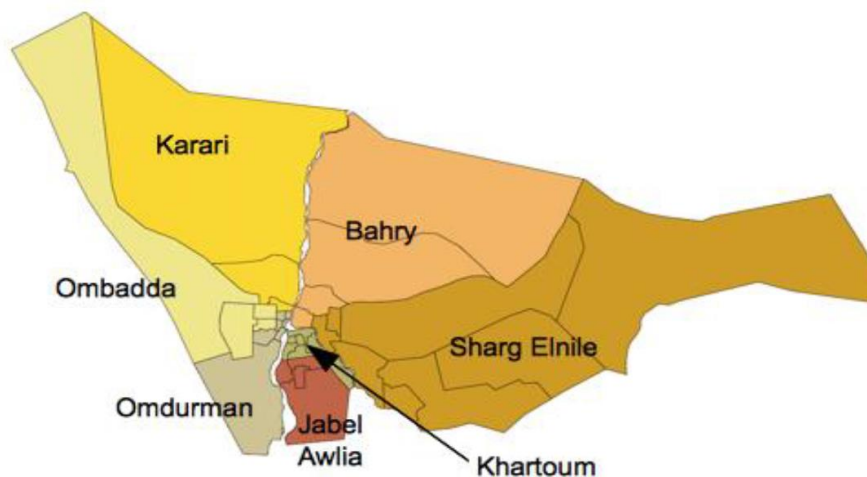 Karari
Bahry
Ombadda
Sharg Elnile
Omdurman
Jabel
Awlia
Khartoum